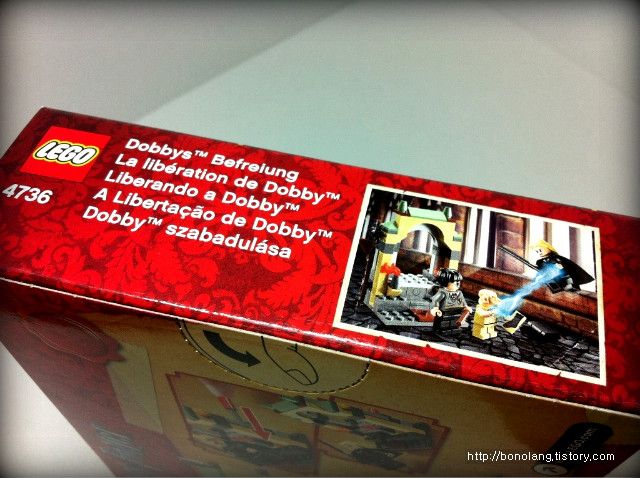 LEGO
4736
Dobbys™ Befreiung
La libération de Dobby™
Liberando a Dobby™
A Libertação de Dobby™
Dobby™ szabadulása
http://bonolang.tistory.com